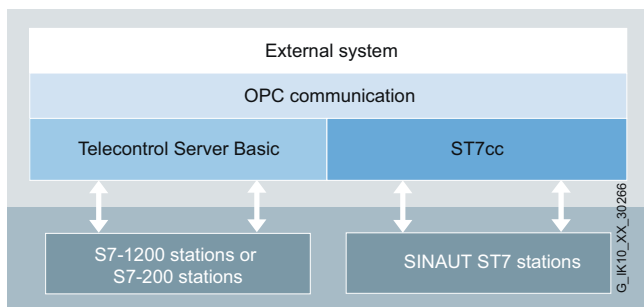 External system
OPC communication
Telecontrol Server Basic
ST7cc
S7-1200 stations or
S7-200 stations
SINAUT ST7 stations
G_IK10_XX_30266